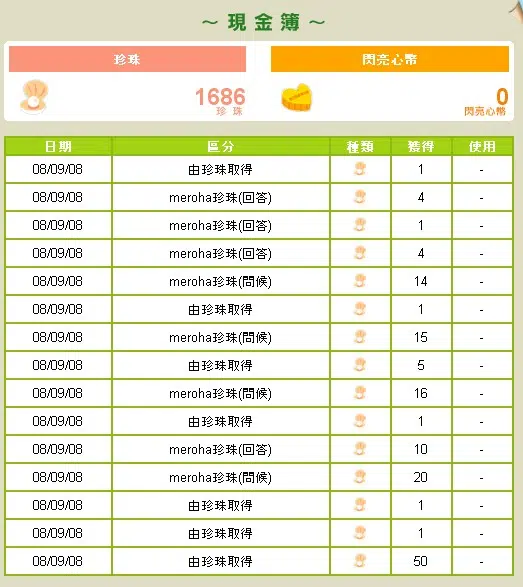 ～ 現 金 簿 ～
珍珠 閃亮心幣
1686 0
珍 珠 閃亮心幣
日期 區分 種類 獲得 使用
08/09/08 由珍珠取得 1 -
08/09/08 meroha珍珠(回答) 4 -
08/09/08 meroha珍珠(回答) 1 -
08/09/08 meroha珍珠(回答) 4 -
08/09/08 meroha珍珠(問候) 14 -
08/09/08 由珍珠取得 1 -
08/09/08 meroha珍珠(問候) 15 -
08/09/08 由珍珠取得 5 -
08/09/08 meroha珍珠(問候) 16 -
08/09/08 由珍珠取得 1 -
08/09/08 meroha珍珠(回答) 10 -
08/09/08 meroha珍珠(問候) 20 -
08/09/08 由珍珠取得 1 -
08/09/08 由珍珠取得 1 -
08/09/08 由珍珠取得 50 -